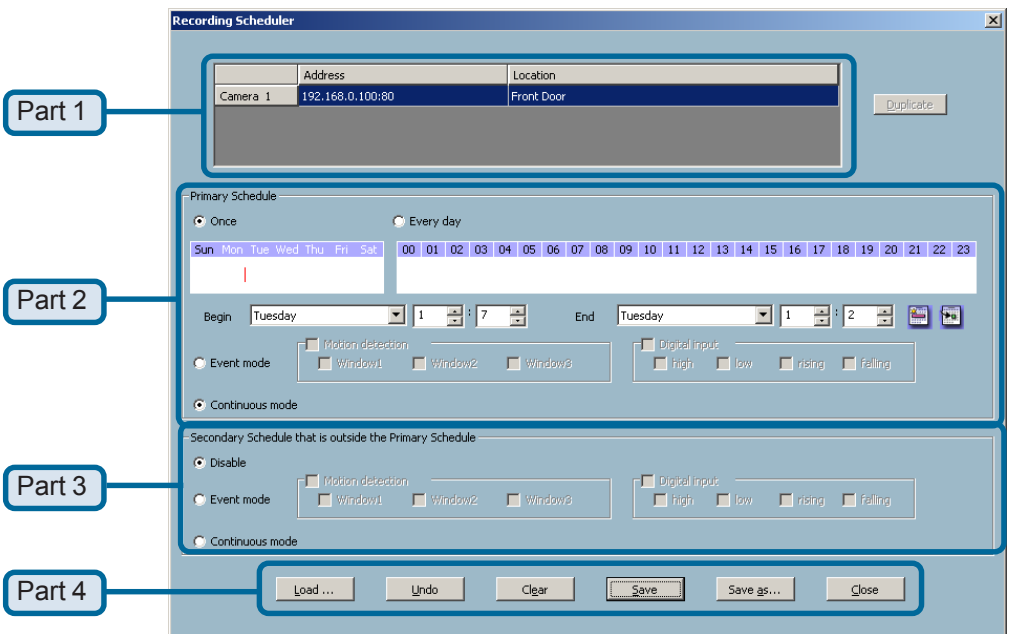 Recording Scheduler
Part 1
Address Location
Camera 1 192.168.0.100:80 Front Door
Duplicate
Part 2
Primary Schedule
Once Every day
Sun Mon Tue Wed Thu Fri Sat 00 01 02 03 04 05 06 07 08 09 10 11 12 13 14 15 16 17 18 19 20 21 22 23
Begin Tuesday 1 : 7 End Tuesday 1 : 2
Motion detection Digital input
Event mode Window1 Window2 Window3 high low rising falling
Continuous mode
Part 3
Secondary Schedule that is outside the Primary Schedule
Disable
Motion detection Digital input
Event mode Window1 Window2 Window3 high low rising falling
Continuous mode
Part 4
Load ... Undo Clear Save Save as... Close